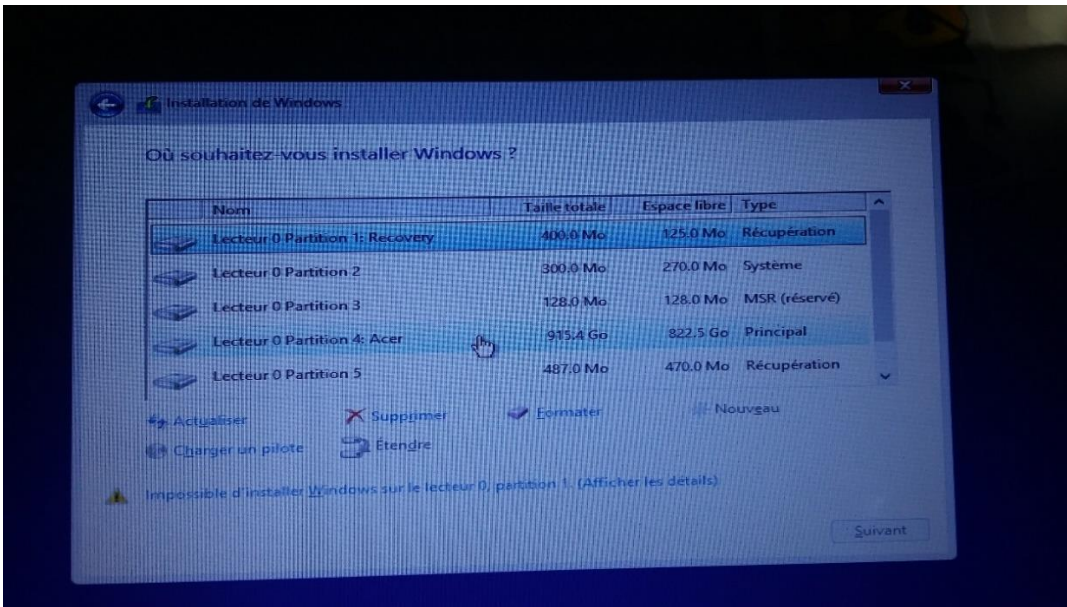 Installation de Windows
Où souhaitez-vous installer Windows ?
Nom Taille totale Espace libre Type
Lecteur 0 Partition 1: Recovery 400.0 Mo 125.0 Mo Récupération
Lecteur 0 Partition 2 300.0 Mo 270.0 Mo Système
Lecteur 0 Partition 3 128.0 Mo 128.0 Mo MSR (réservé)
Lecteur 0 Partition 4: Acer 915.4 Go 822.5 Go Principal
Lecteur 0 Partition 5 487.0 Mo 470.0 Mo Récupération
Actualiser Supprimer Formater Nouveau
Charger un pilote Étendre
Impossible d'installer Windows sur le lecteur 0, partition 1. (Afficher les détails)
Suivant